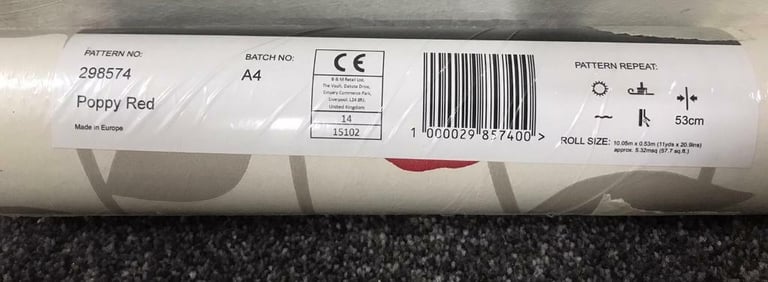 PATTERN NO:
298574
Poppy Red
Made in Europe
BATCH NO:
A4
CE
B & M Retail Ltd.
The Vault, Dakota Drive,
Estuary Commerce Park,
Liverpool, L24 8RJ.
United Kingdom
14
15102
1 000029 857400 >
PATTERN REPEAT:
53cm
ROLL SIZE: 10.05m x 0.53m (11yds x 20.9ins)
approx. 5.32msq (57.7 sq.ft.)